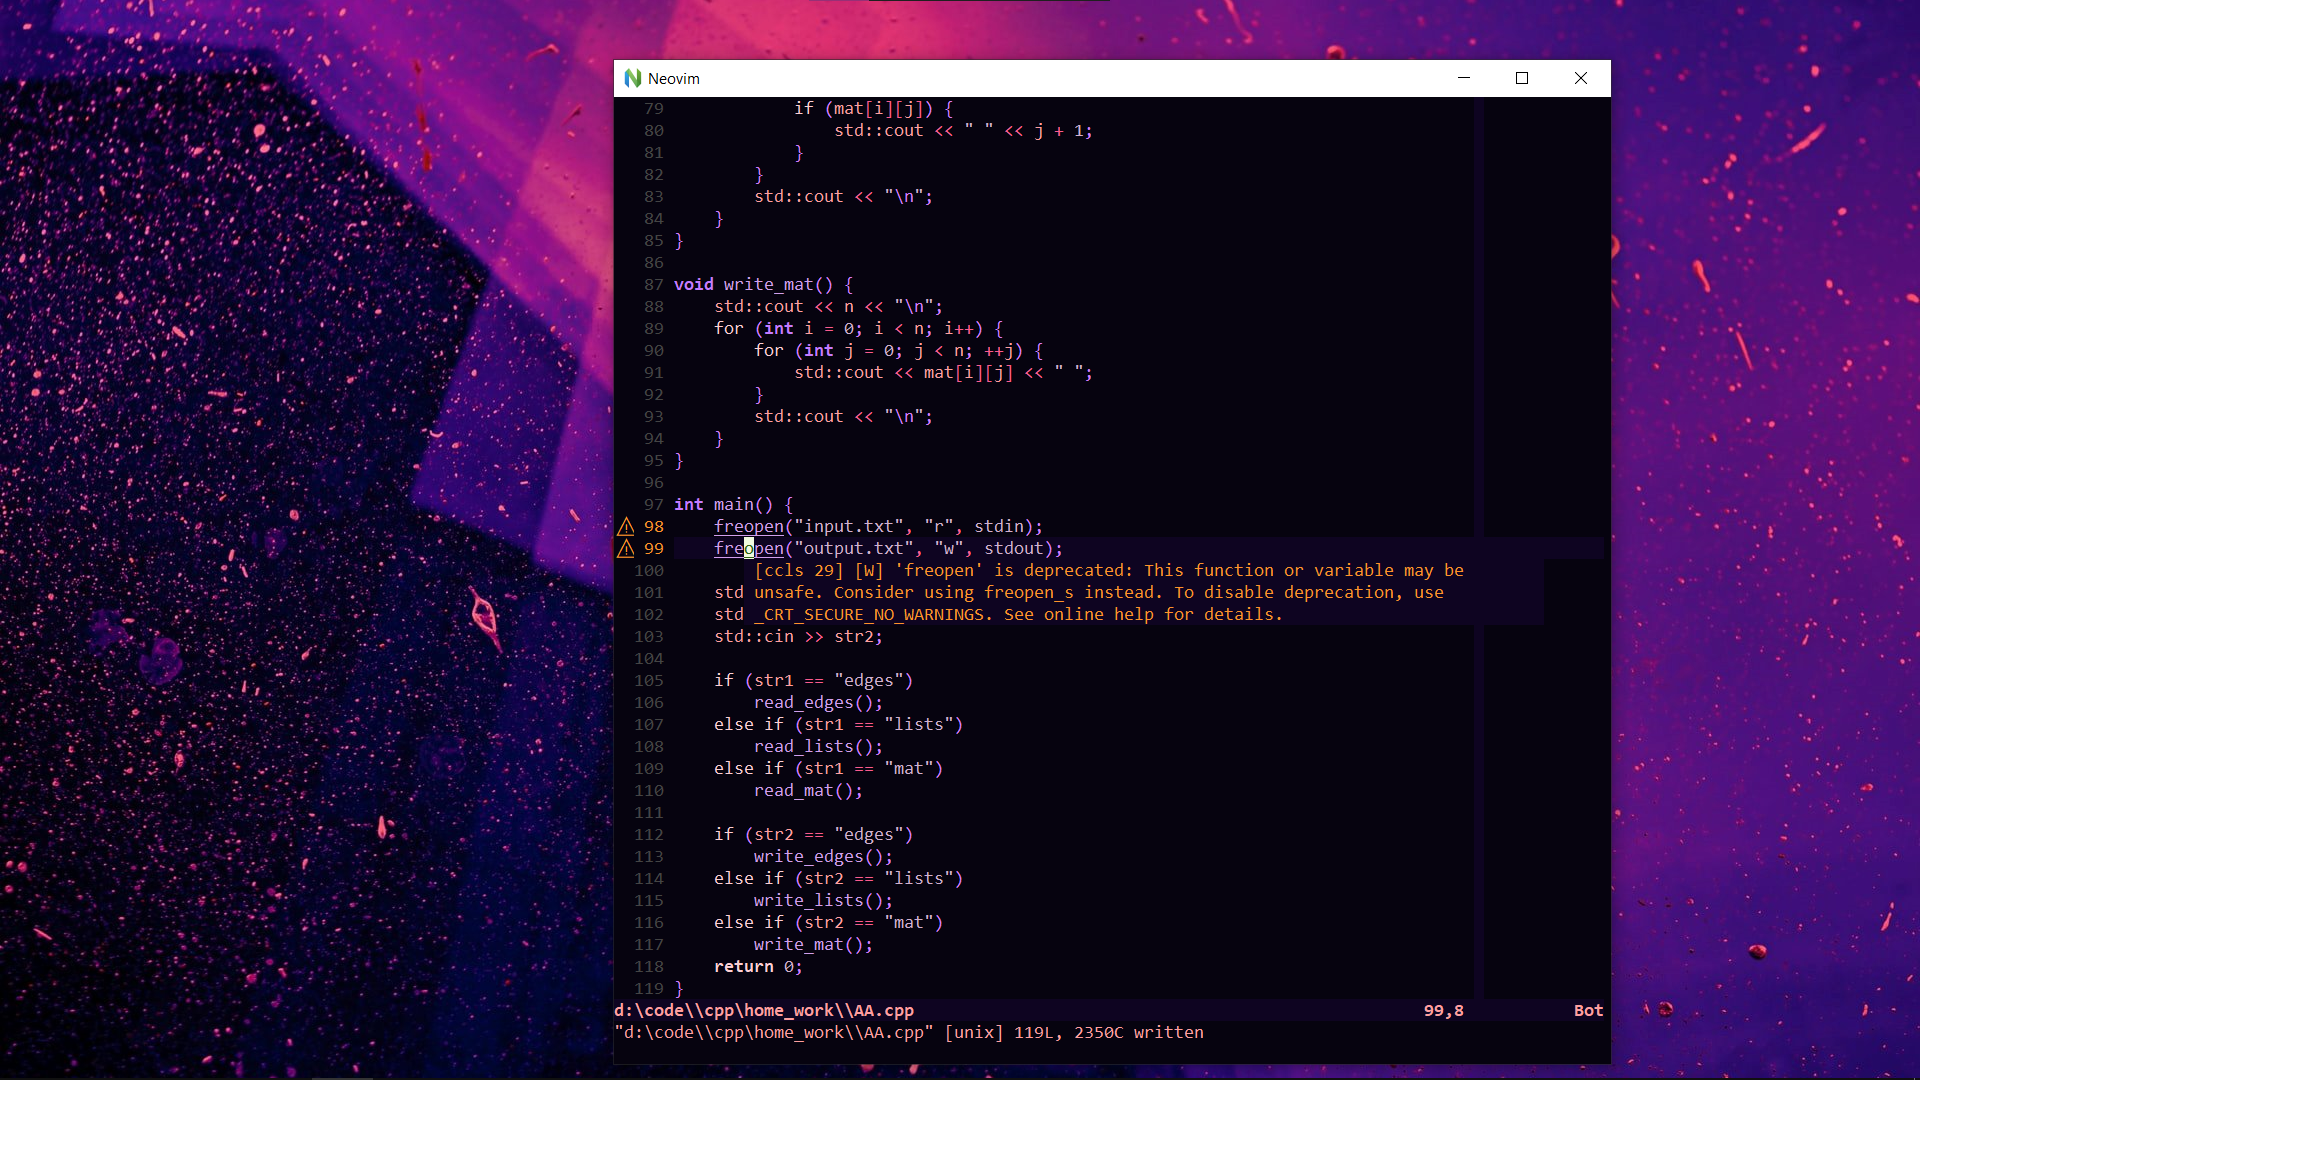 Neovim
79 if (mat[i][j]) {
80 std::cout << " " << j + 1;
81 }
82 }
83 std::cout << "\n";
84 }
85 }
86
87 void write_mat() {
88 std::cout << n << "\n";
89 for (int i = 0; i < n; i++) {
90 for (int j = 0; j < n; ++j) {
91 std::cout << mat[i][j] << " ";
92 }
93 std::cout << "\n";
94 }
95 }
96
97 int main() {
98 freopen("input.txt", "r", stdin);
99 freopen("output.txt", "w", stdout);
100 [ccls 29] [W] 'freopen' is deprecated: This function or variable may be
101 std unsafe. Consider using freopen_s instead. To disable deprecation, use
102 std _CRT_SECURE_NO_WARNINGS. See online help for details.
103 std::cin >> str2;
104
105 if (str1 == "edges")
106 read_edges();
107 else if (str1 == "lists")
108 read_lists();
109 else if (str1 == "mat")
110 read_mat();
111
112 if (str2 == "edges")
113 write_edges();
114 else if (str2 == "lists")
115 write_lists();
116 else if (str2 == "mat")
117 write_mat();
118 return 0;
119 }
d:\code\\cpp\home_work\\AA.cpp 99,8 Bot
"d:\code\\cpp\home_work\\AA.cpp" [unix] 119L, 2350C written